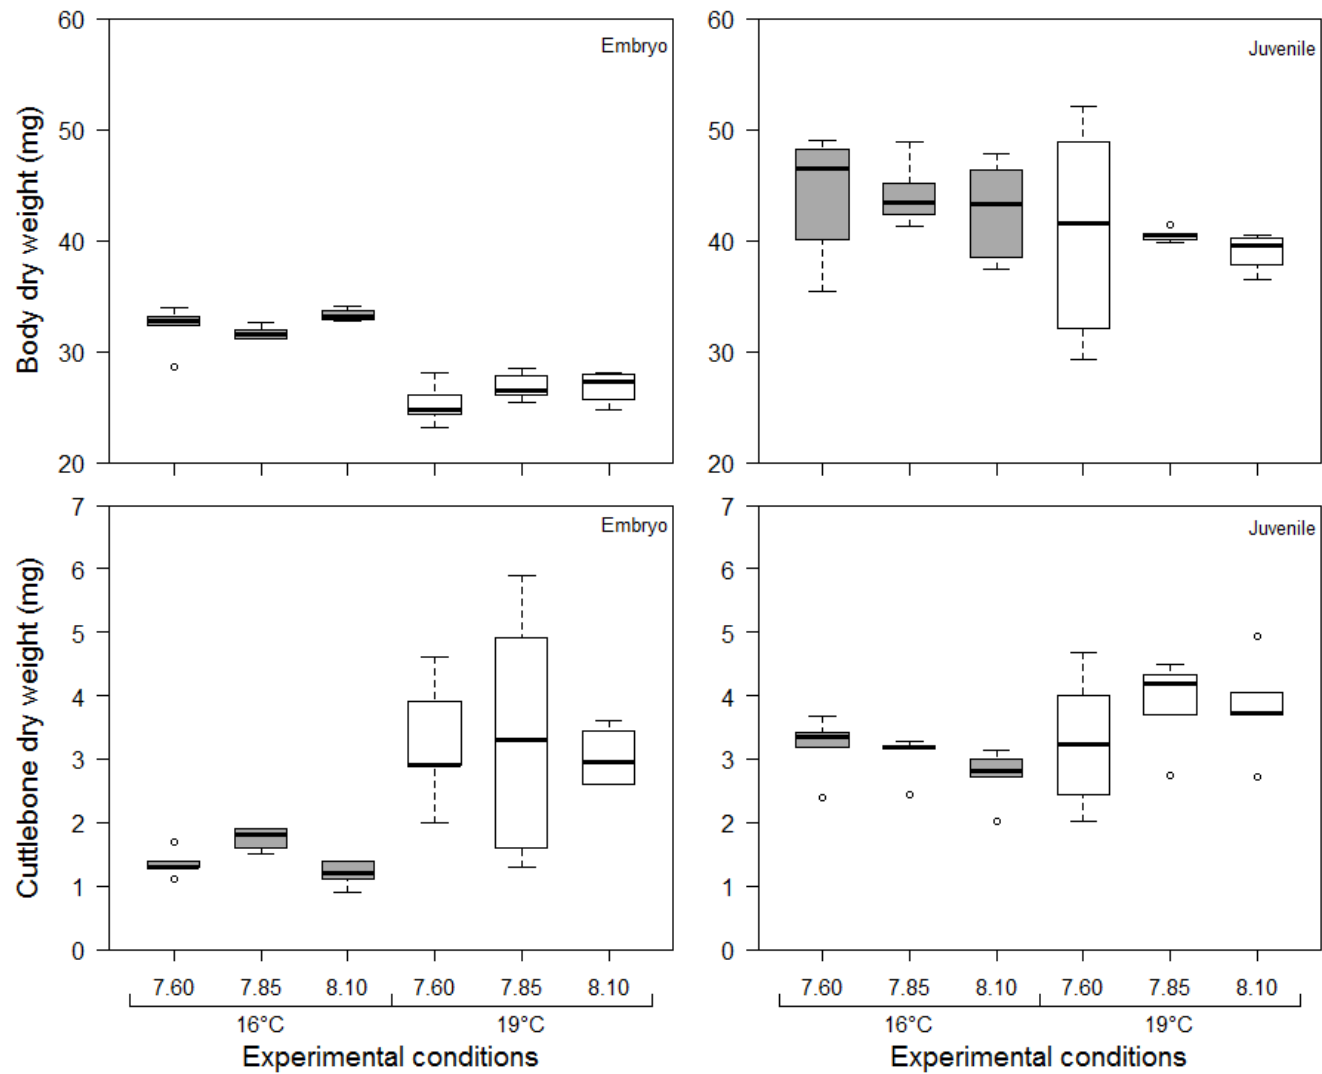 60
50
40
30
20
Body dry weight (mg)
Embryo
60
50
40
30
20
Juvenile
7
6
5
4
3
2
1
0
Cuttlebone dry weight (mg)
Embryo
7.60 7.85 8.10 7.60 7.85 8.10
16°C 19°C
Experimental conditions
7
6
5
4
3
2
1
0
Juvenile
7.60 7.85 8.10 7.60 7.85 8.10
16°C 19°C
Experimental conditions